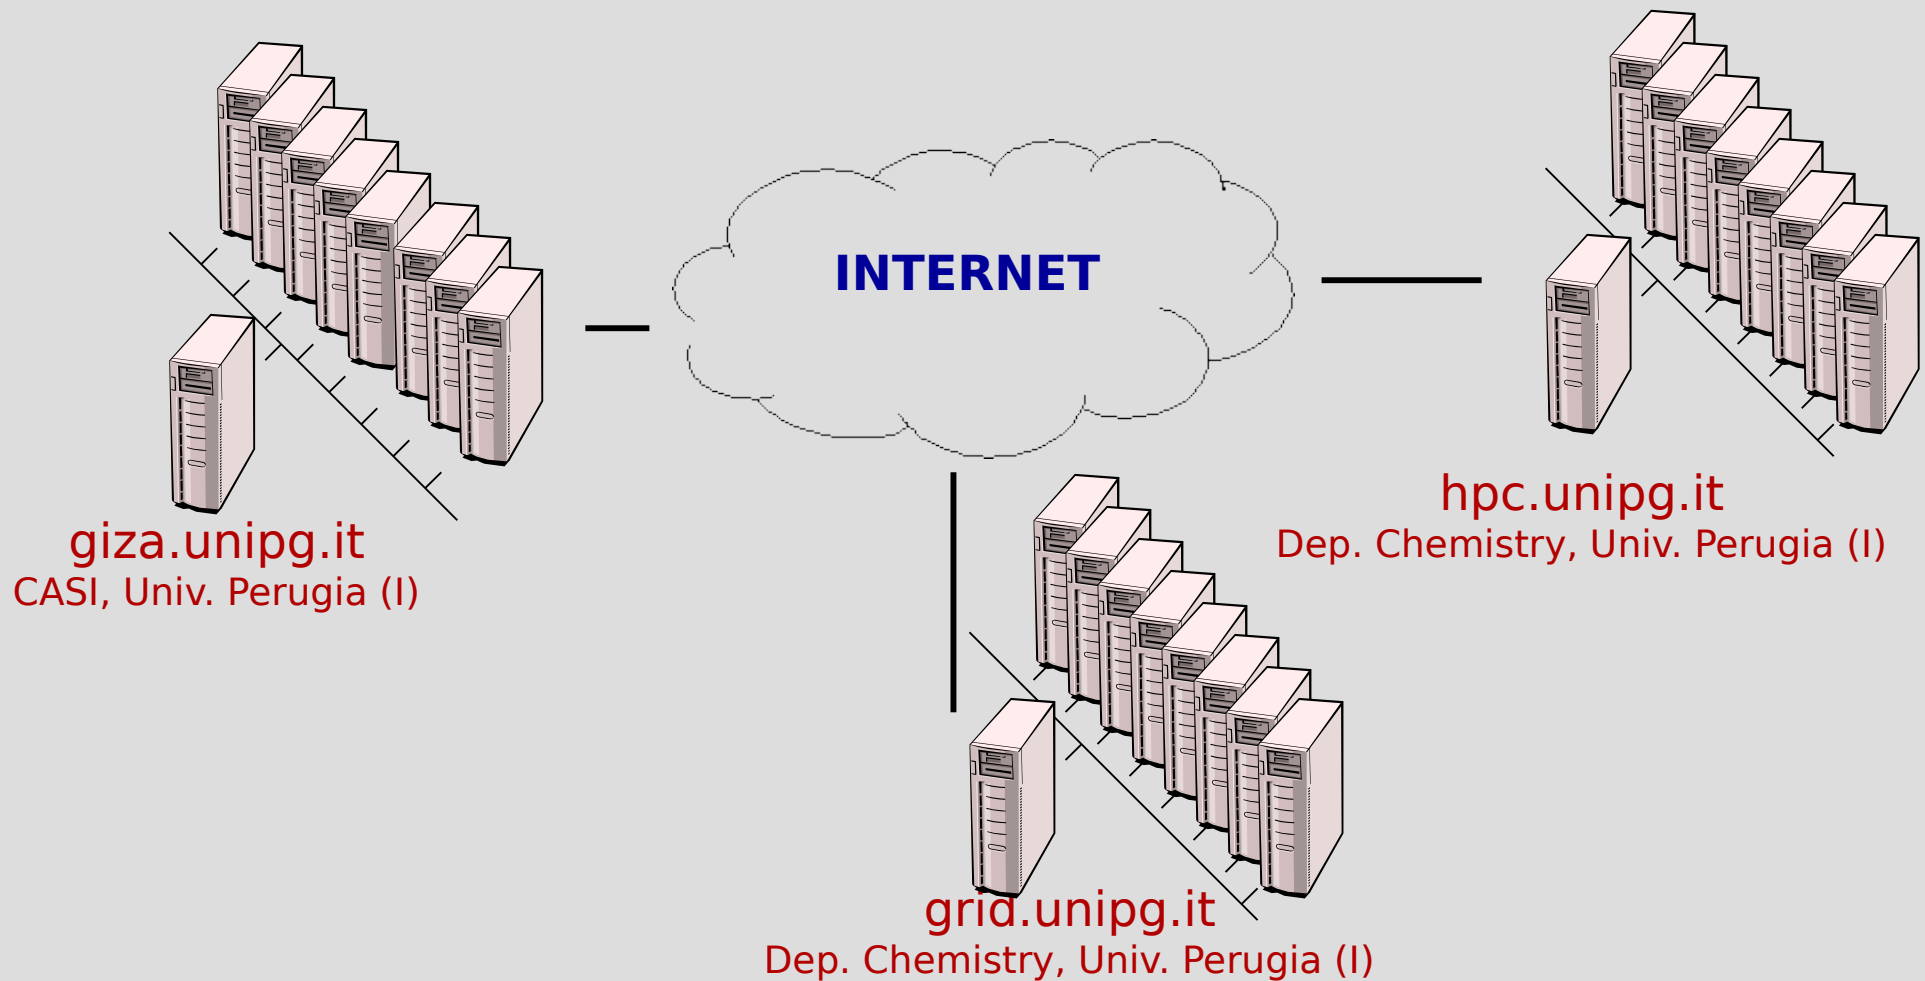 INTERNET
giza.unipg.it
CASI, Univ. Perugia (I)
hpc.unipg.it
Dep. Chemistry, Univ. Perugia (I)
grid.unipg.it
Dep. Chemistry, Univ. Perugia (I)